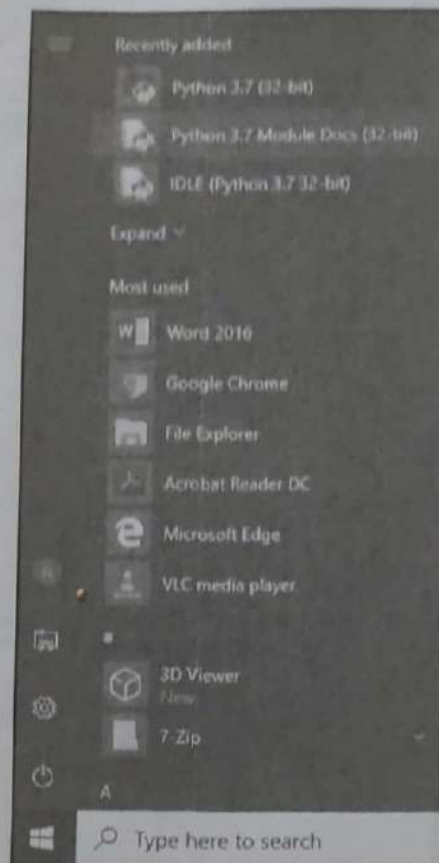 Recently added
Python 3.7 (32-bit)
Python 3.7 Module Docs (32-bit)
IDLE (Python 3.7 32-bit)
Expand
Most used
Word 2016
Google Chrome
File Explorer
Acrobat Reader DC
Microsoft Edge
VLC media player
#
3D Viewer
New
7-Zip
A
Type here to search